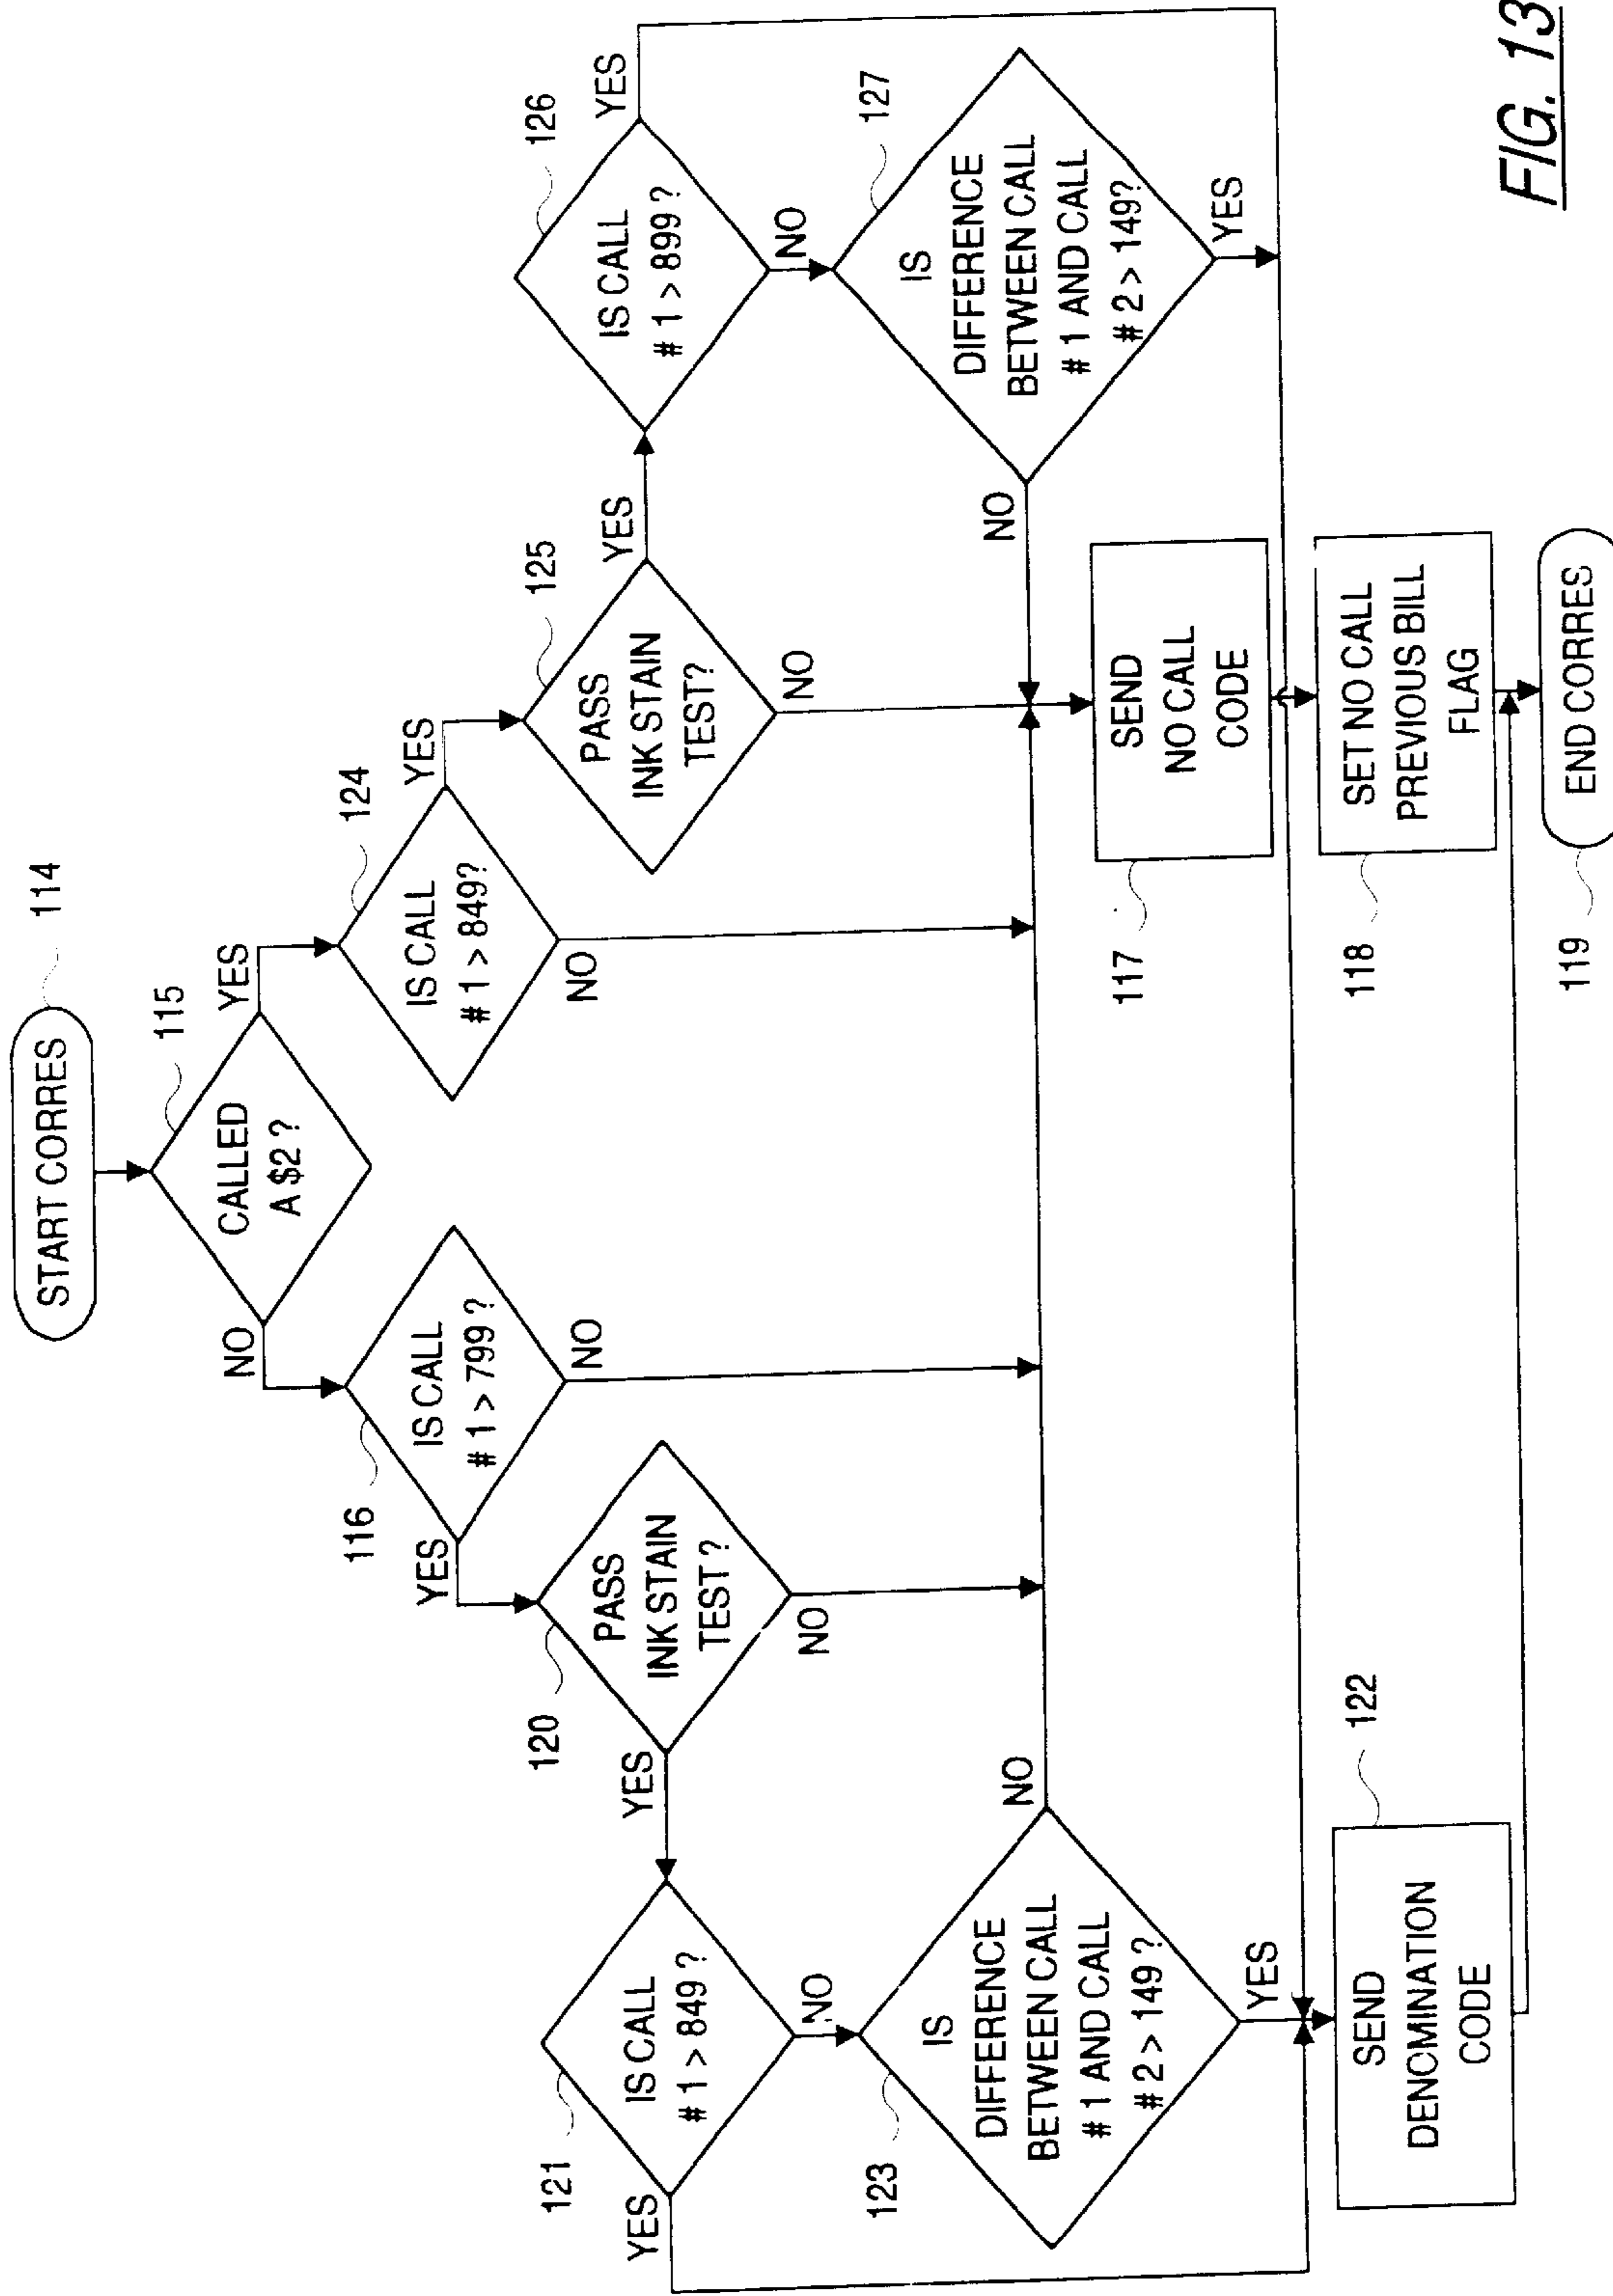 START CORRES
114
CALLED
A $2 ?
115
NO
YES
IS CALL
# 1 > 799 ?
116
YES
NO
IS CALL
# 1 > 849?
124
YES
NO
PASS
INK STAIN
TEST ?
120
YES
NO
PASS
INK STAIN
TEST?
125
YES
NO
IS CALL
# 1 > 849 ?
121
YES
NO
IS CALL
# 1 > 899 ?
126
YES
NO
IS
DIFFERENCE
BETWEEN CALL
# 1 AND CALL
# 2 > 149 ?
123
NO
YES
IS
DIFFERENCE
BETWEEN CALL
# 1 AND CALL
# 2 > 149?
127
NO
YES
SEND
NO CALL
CODE
117
SEND
DENOMINATION
CODE
122
SET NO CALL
PREVIOUS BILL
FLAG
118
END CORRES
119
FIG. 13